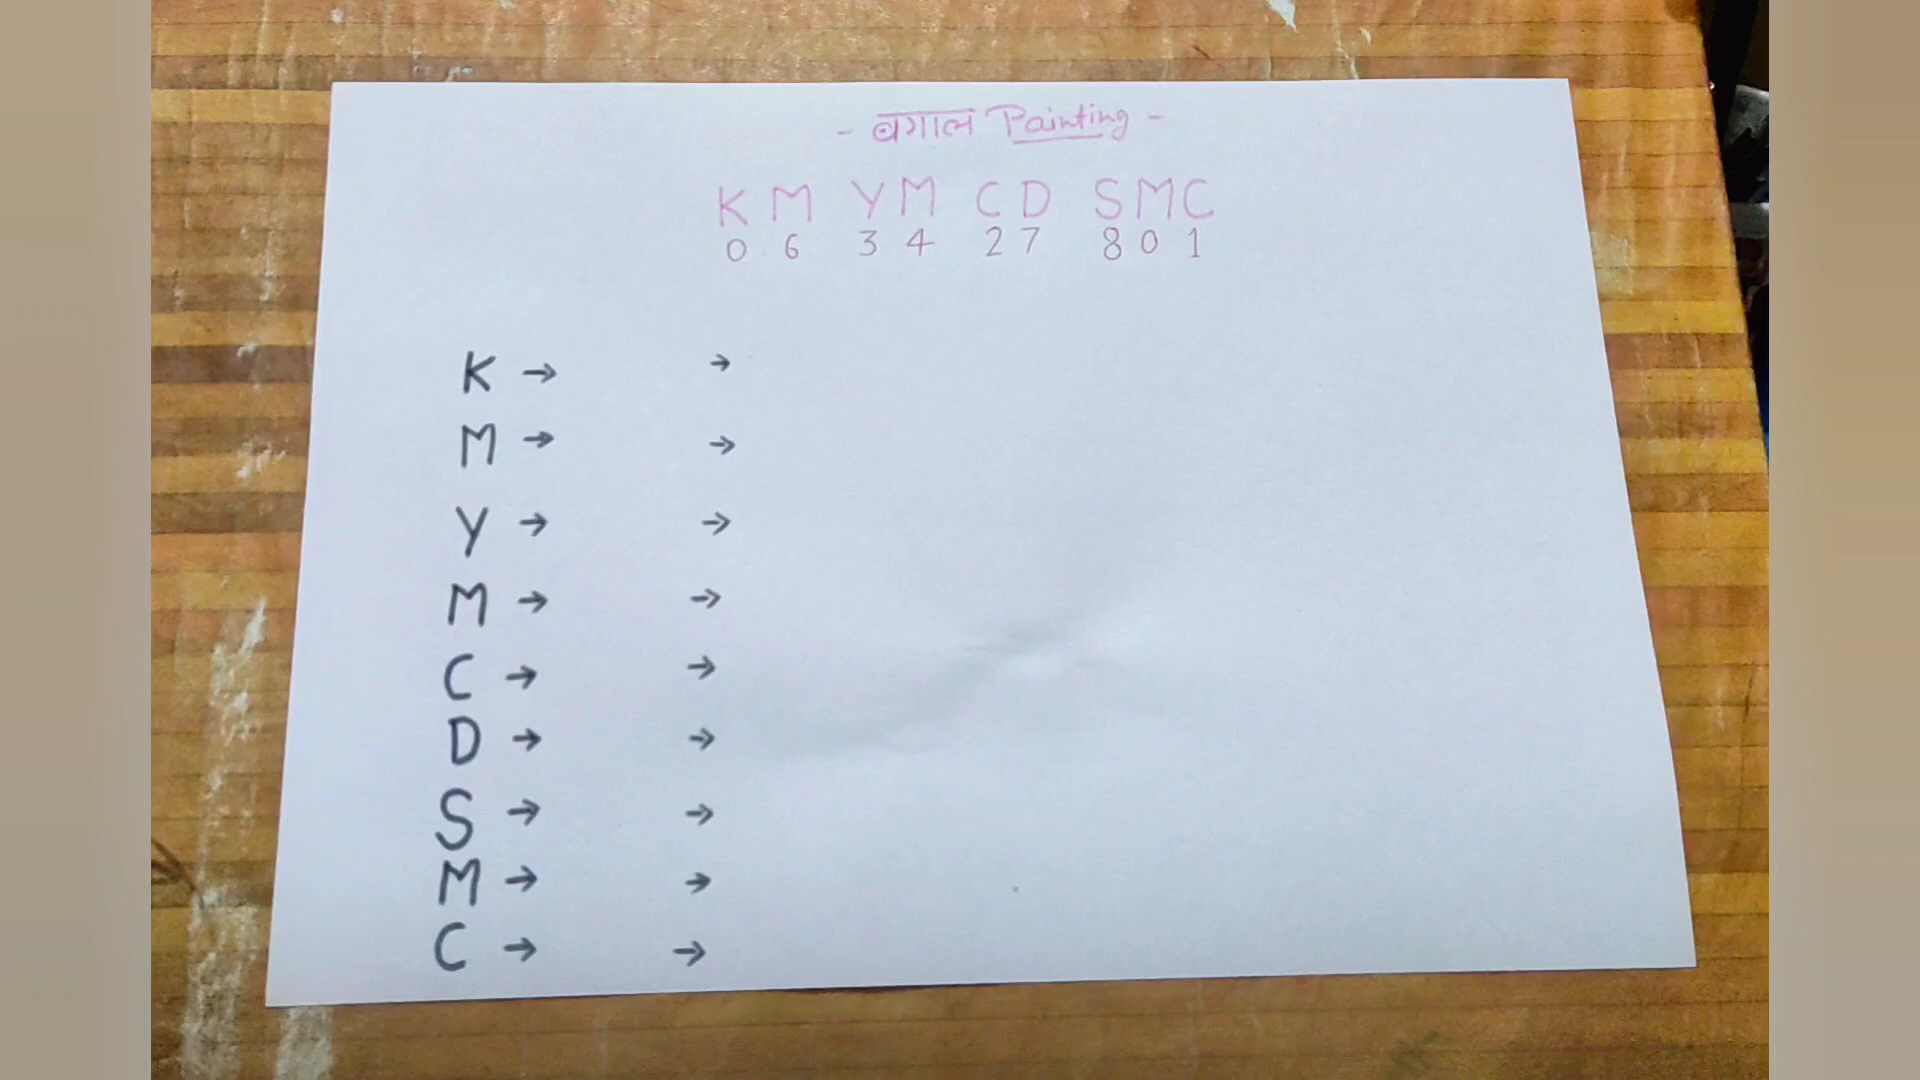 - बगाल Painting -
K M Y M C D S M C
0 6 3 4 2 7 8 0 1
K → →
M → →
Y → →
M → →
C → →
D → →
S → →
M → →
C → →